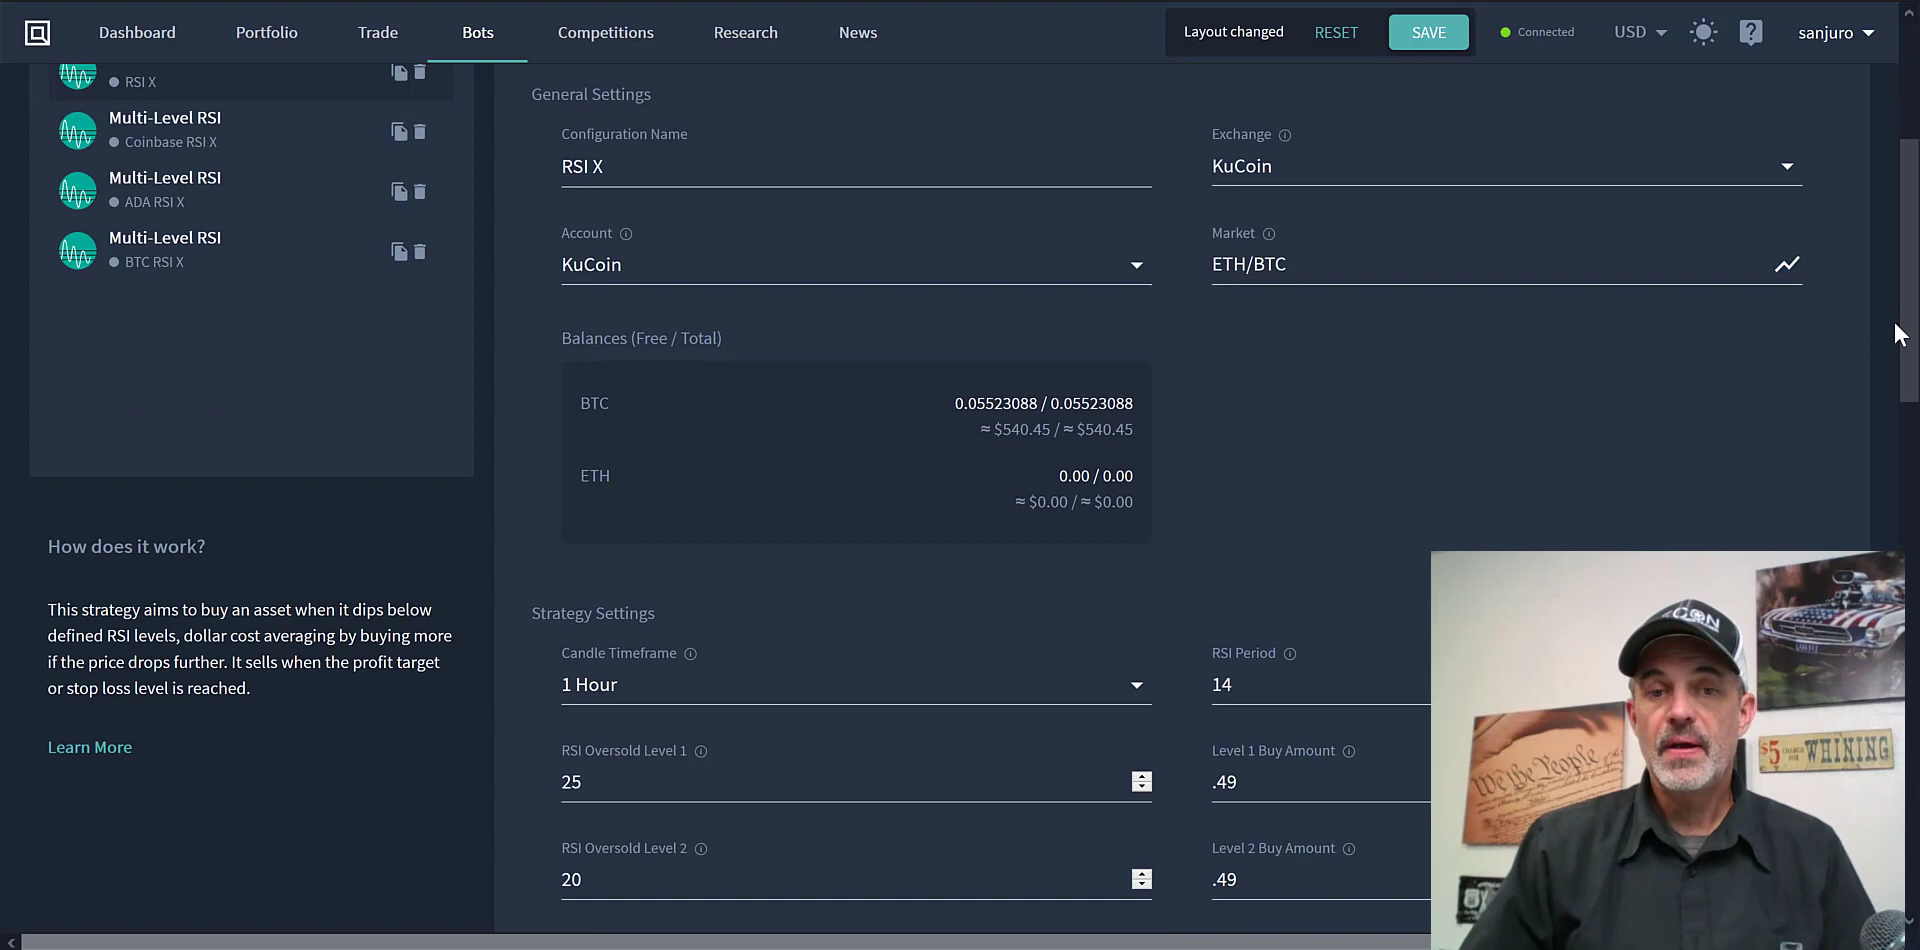 Dashboard
Portfolio
Trade
Bots
Competitions
Research
News
Layout changed
RESET
SAVE
Connected
USD
?
sanjuro
RSI X
Multi-Level RSI
Coinbase RSI X
Multi-Level RSI
ADA RSI X
Multi-Level RSI
BTC RSI X
How does it work?
This strategy aims to buy an asset when it dips below
defined RSI levels, dollar cost averaging by buying more
if the price drops further. It sells when the profit target
or stop loss level is reached.
Learn More
General Settings
Configuration Name
RSI X
Exchange
KuCoin
Account
KuCoin
Market
ETH/BTC
Balances (Free / Total)
BTC
0.05523088 / 0.05523088
≈ $540.45 / ≈ $540.45
ETH
0.00 / 0.00
≈ $0.00 / ≈ $0.00
Strategy Settings
Candle Timeframe
1 Hour
RSI Period
14
RSI Oversold Level 1
25
Level 1 Buy Amount
.49
RSI Oversold Level 2
20
Level 2 Buy Amount
.49
We the People
$5 CHARGE FOR WHINING